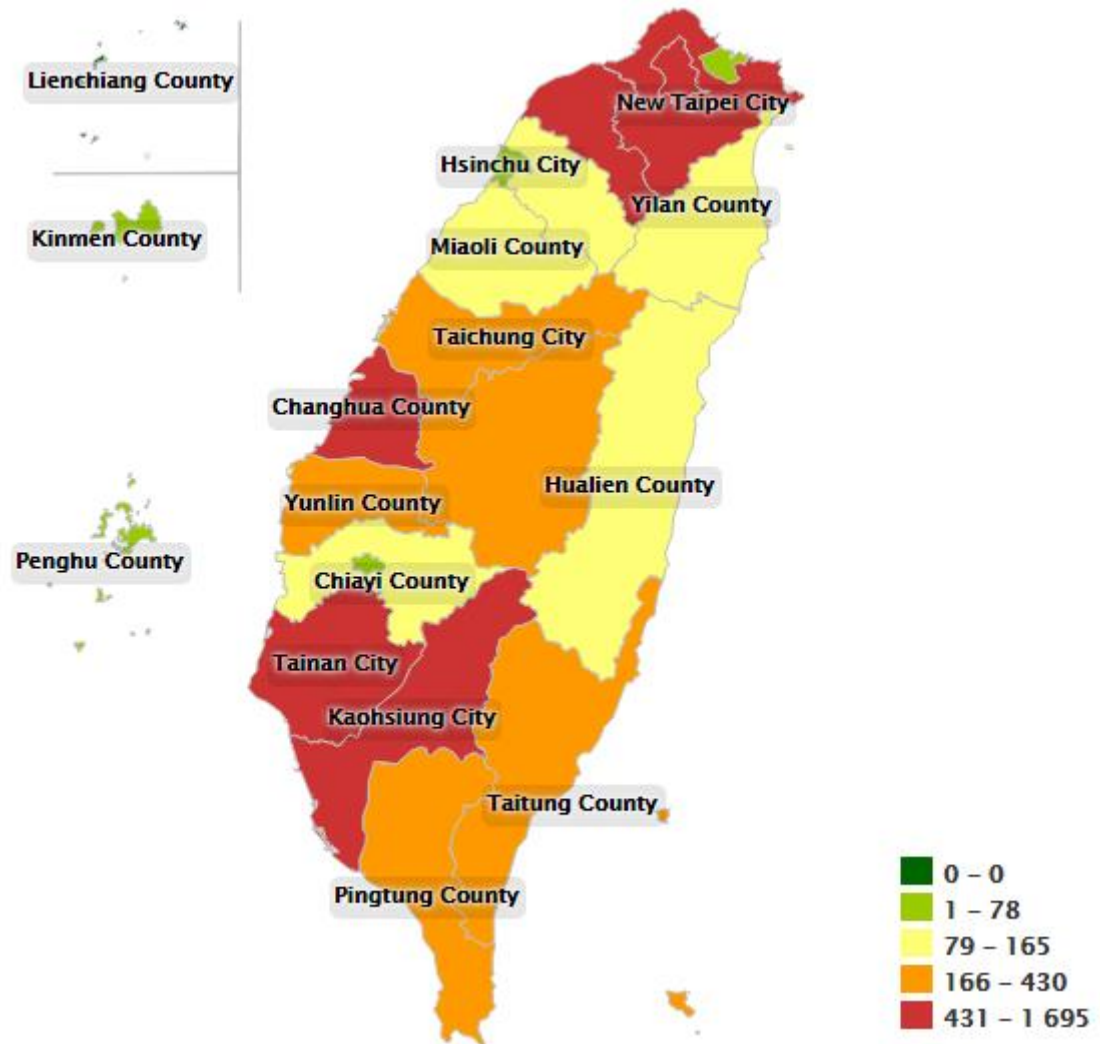 Lienchiang County
New Taipei City
Hsinchu City
Yilan County
Kinmen County
Miaoli County
Taichung City
Changhua County
Hualien County
Yunlin County
Penghu County
Chiayi County
Tainan City
Kaohsiung City
Taitung County
Pingtung County
0 – 0
1 – 78
79 – 165
166 – 430
431 – 1 695